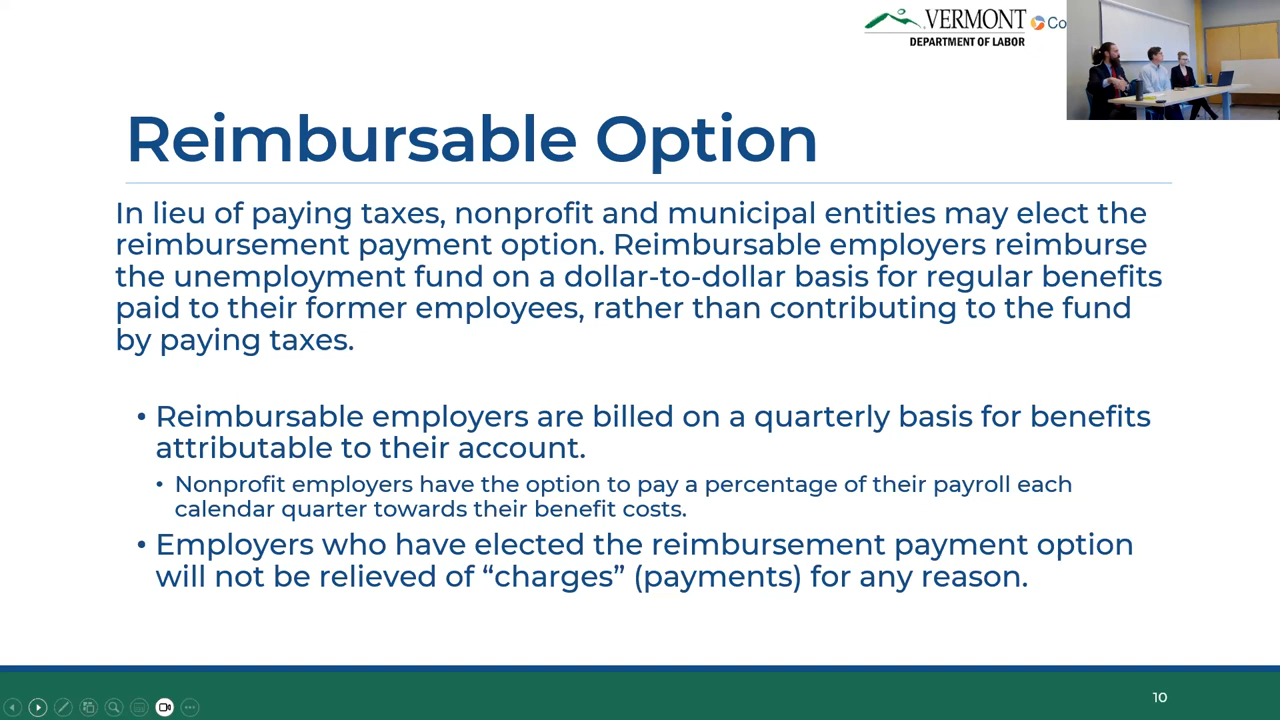 VERMONT
DEPARTMENT OF LABOR
Co
Reimbursable Option
In lieu of paying taxes, nonprofit and municipal entities may elect the
reimbursement payment option. Reimbursable employers reimburse
the unemployment fund on a dollar-to-dollar basis for regular benefits
paid to their former employees, rather than contributing to the fund
by paying taxes.
• Reimbursable employers are billed on a quarterly basis for benefits
attributable to their account.
• Nonprofit employers have the option to pay a percentage of their payroll each
calendar quarter towards their benefit costs.
• Employers who have elected the reimbursement payment option
will not be relieved of “charges” (payments) for any reason.
10